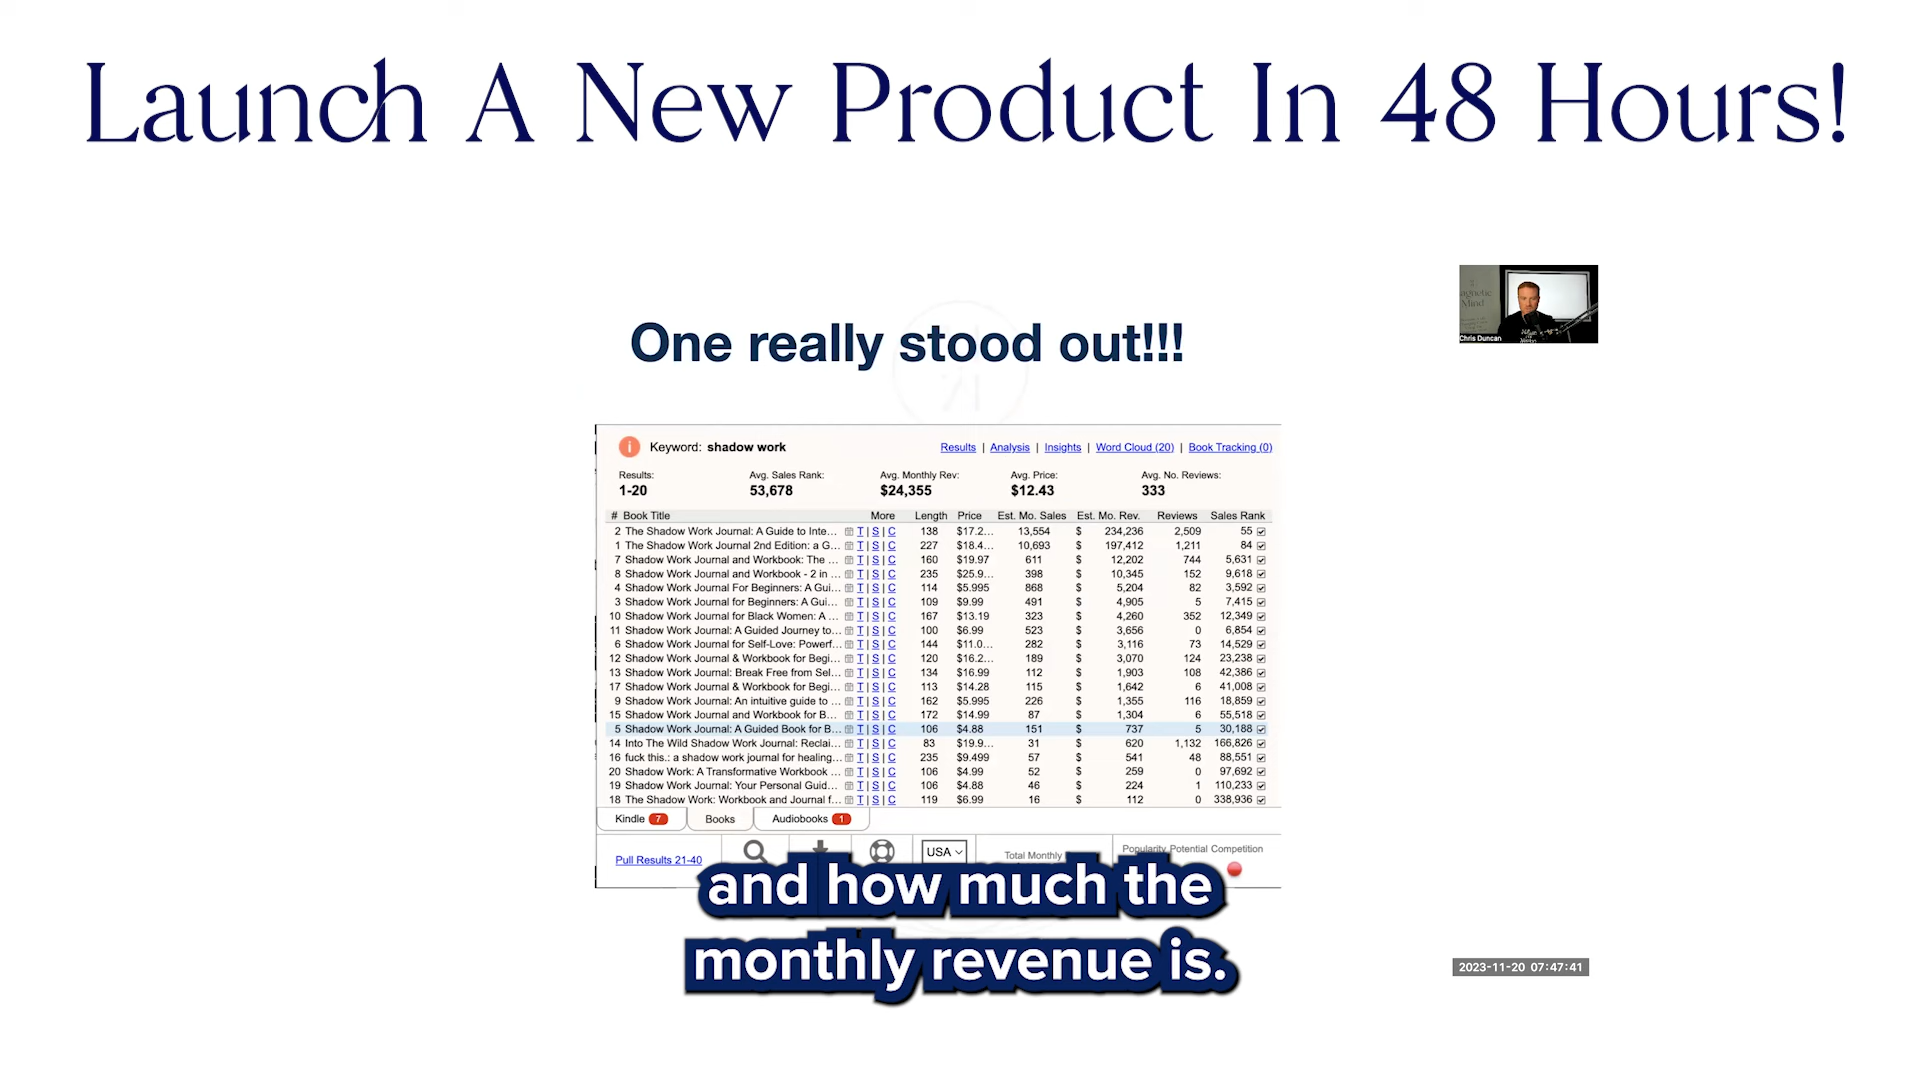 Launch A New Product In 48 Hours!
One really stood out!!!
Chris Duncan
Keyword: shadow work
Results | Analysis | Insights | Word Cloud (20) | Book Tracking (0)
Results: Avg. Sales Rank: Avg. Monthly Rev: Avg. Price: Avg. No. Reviews:
1-20 53,678 $24,355 $12.43 333
# Book Title More Length Price Est. Mo. Sales Est. Mo. Rev. Reviews Sales Rank
2 The Shadow Work Journal: A Guide to Inte... T | S | C 138 $17.2... 13,554 $ 234,236 2,509 55
1 The Shadow Work Journal 2nd Edition: a G... T | S | C 227 $18.4... 10,693 $ 197,412 1,211 84
7 Shadow Work Journal and Workbook: The ... T | S | C 160 $19.97 611 $ 12,202 744 5,631
8 Shadow Work Journal and Workbook - 2 in ... T | S | C 235 $25.9... 398 $ 10,345 152 9,618
4 Shadow Work Journal For Beginners: A Gui... T | S | C 114 $5.995 868 $ 5,204 82 3,592
3 Shadow Work Journal for Beginners: A Gui... T | S | C 109 $9.99 491 $ 4,905 5 7,415
10 Shadow Work Journal for Black Women: A ... T | S | C 167 $13.19 323 $ 4,260 352 12,349
11 Shadow Work Journal: A Guided Journey to... T | S | C 100 $6.99 523 $ 3,656 0 6,854
6 Shadow Work Journal for Self-Love: Powerf... T | S | C 144 $11.0... 282 $ 3,116 73 14,529
12 Shadow Work Journal & Workbook for Begi... T | S | C 120 $16.2... 189 $ 3,070 124 23,238
13 Shadow Work Journal: Break Free from Sel... T | S | C 134 $16.99 112 $ 1,903 108 42,386
17 Shadow Work Journal & Workbook for Begi... T | S | C 113 $14.28 115 $ 1,642 6 41,008
9 Shadow Work Journal: An intuitive guide to ... T | S | C 162 $5.995 226 $ 1,355 116 18,859
15 Shadow Work Journal and Workbook for B... T | S | C 172 $14.99 87 $ 1,304 6 55,518
5 Shadow Work Journal: A Guided Book for B... T | S | C 106 $4.88 151 $ 737 5 30,188
14 Into The Wild Shadow Work Journal: Reclai... T | S | C 83 $19.9... 31 $ 620 1,132 166,826
16 fuck this.: a shadow work journal for healing... T | S | C 235 $9.499 57 $ 541 48 88,551
20 Shadow Work: A Transformative Workbook ... T | S | C 106 $4.99 52 $ 259 0 97,692
19 Shadow Work Journal: Your Personal Guid... T | S | C 106 $4.88 46 $ 224 1 110,233
18 The Shadow Work: Workbook and Journal f... T | S | C 119 $6.99 16 $ 112 0 338,936
Kindle 7 Books Audiobooks 1
Pull Results 21-40 USA Total Monthly Popularity Potential Competition
and how much the
monthly revenue is.
2023-11-20 07:47:41